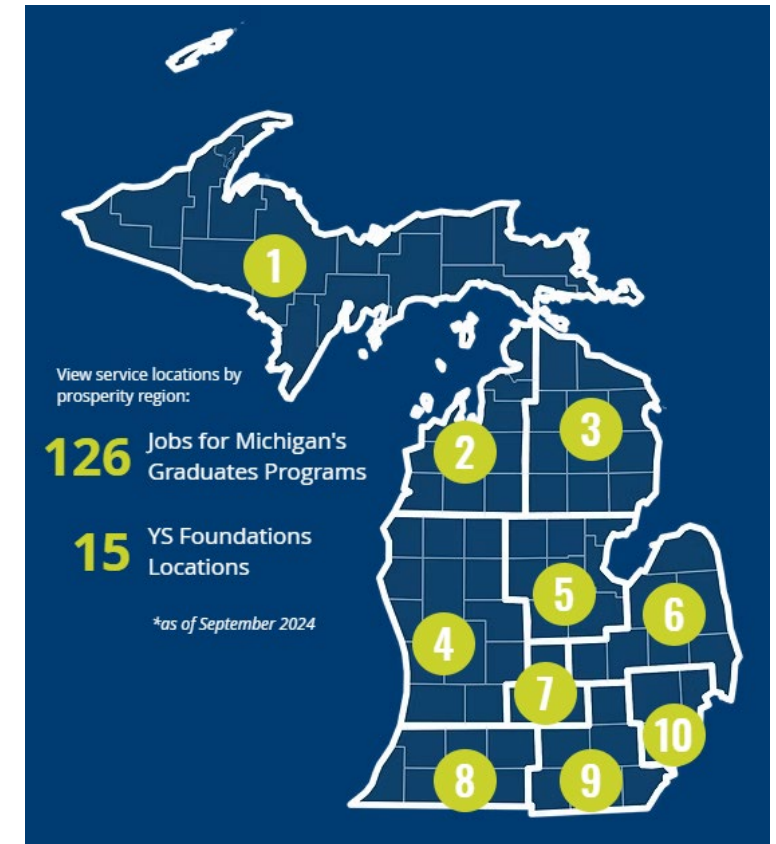 1
View service locations by
prosperity region:
126 Jobs for Michigan's
Graduates Programs
15 YS Foundations
Locations
*as of September 2024
2
3
4
5
6
7
8
9
10